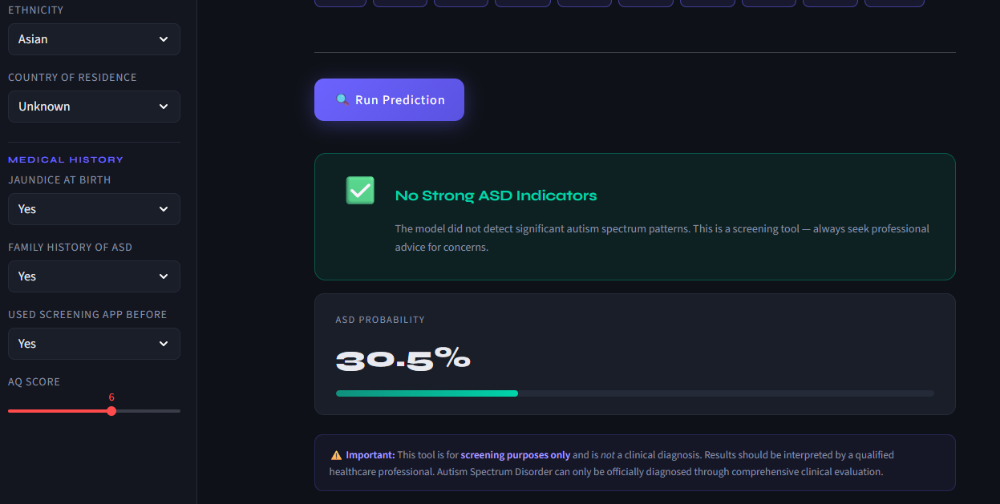 ETHNICITY
Asian
COUNTRY OF RESIDENCE
Unknown
MEDICAL HISTORY
JAUNDICE AT BIRTH
Yes
FAMILY HISTORY OF ASD
Yes
USED SCREENING APP BEFORE
Yes
AQ SCORE
6
Run Prediction
No Strong ASD Indicators
The model did not detect significant autism spectrum patterns. This is a screening tool — always seek professional
advice for concerns.
ASD PROBABILITY
30.5%
Important: This tool is for screening purposes only and is not a clinical diagnosis. Results should be interpreted by a qualified
healthcare professional. Autism Spectrum Disorder can only be officially diagnosed through comprehensive clinical evaluation.